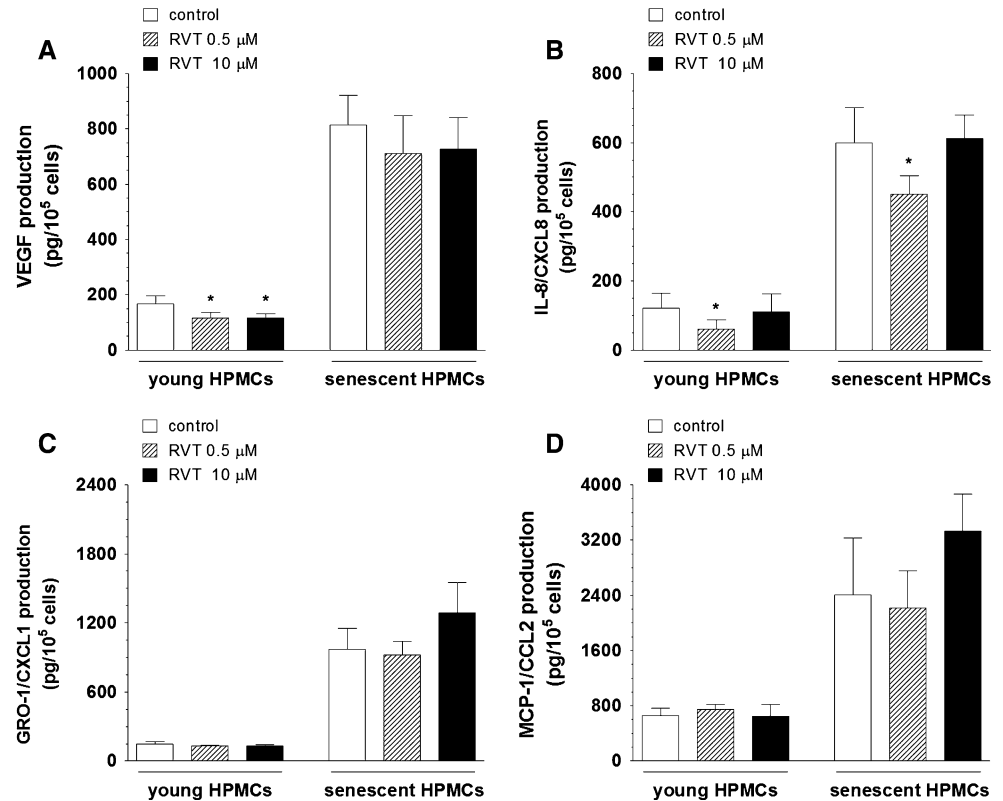 A
control
RVT 0.5 µM
RVT 10 µM
VEGF production
(pg/10⁵ cells)
1000
800
600
400
200
0
*
*
young HPMCs
senescent HPMCs
B
control
RVT 0.5 µM
RVT 10 µM
IL-8/CXCL8 production
(pg/10⁵ cells)
800
600
400
200
0
*
*
young HPMCs
senescent HPMCs
C
control
RVT 0.5 µM
RVT 10 µM
GRO-1/CXCL1 production
(pg/10⁵ cells)
2400
1800
1200
600
0
young HPMCs
senescent HPMCs
D
control
RVT 0.5 µM
RVT 10 µM
MCP-1/CCL2 production
(pg/10⁵ cells)
4000
3200
2400
1600
800
0
young HPMCs
senescent HPMCs